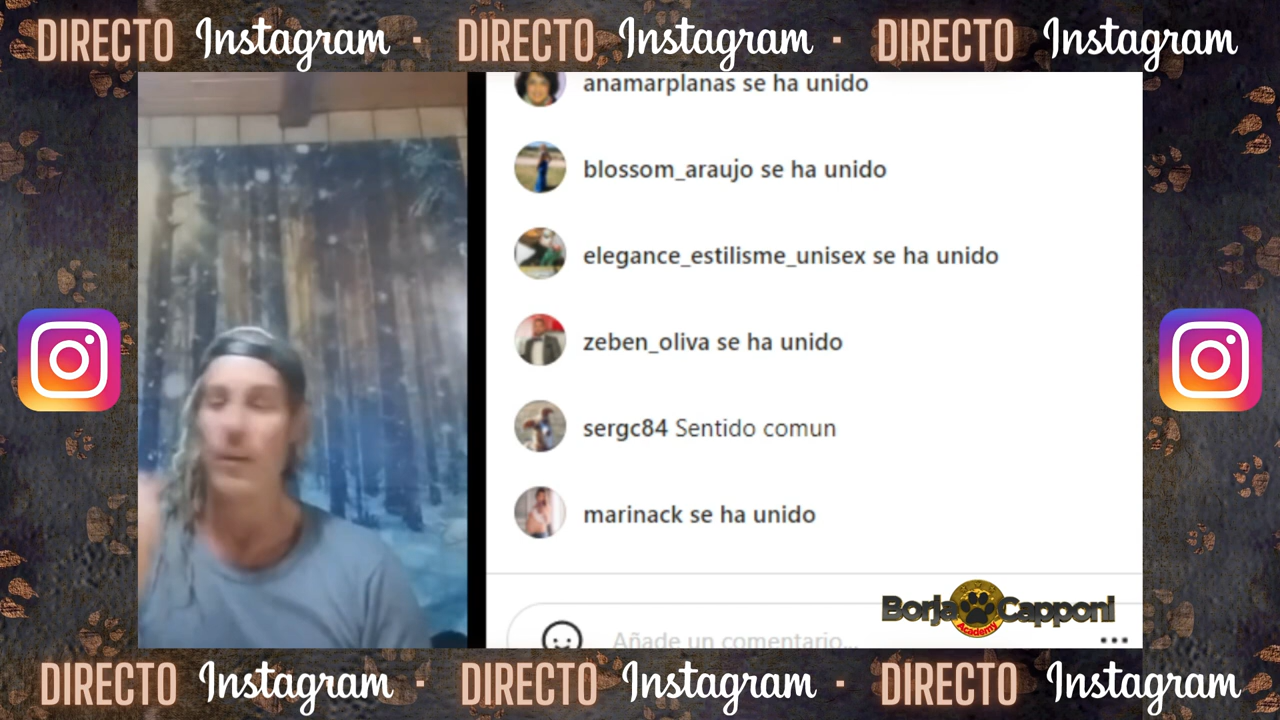 DIRECTO Instagram · DIRECTO Instagram · DIRECTO Instagram
anamarplanas se ha unido
blossom_araujo se ha unido
elegance_estilisme_unisex se ha unido
zeben_oliva se ha unido
sergc84 Sentido comun
marinack se ha unido
Borja Capponi
Academy
Añade un comentario...
DIRECTO Instagram · DIRECTO Instagram · DIRECTO Instagram